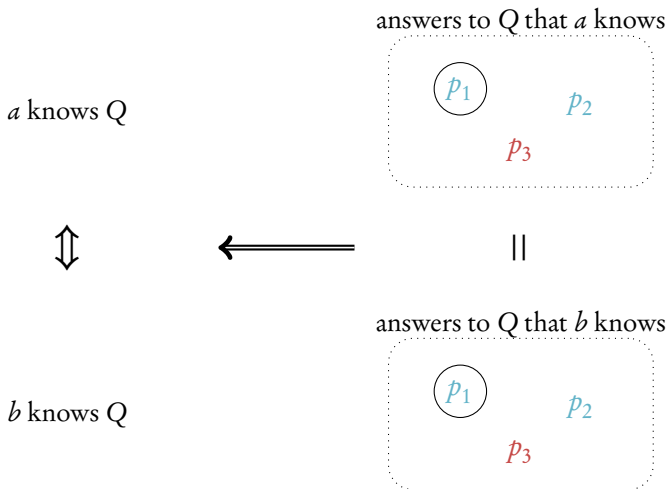 answers to Q that a knows
p₁
p₂
a knows Q
p₃
⇕ ⟸ =
answers to Q that b knows
p₁
p₂
b knows Q
p₃